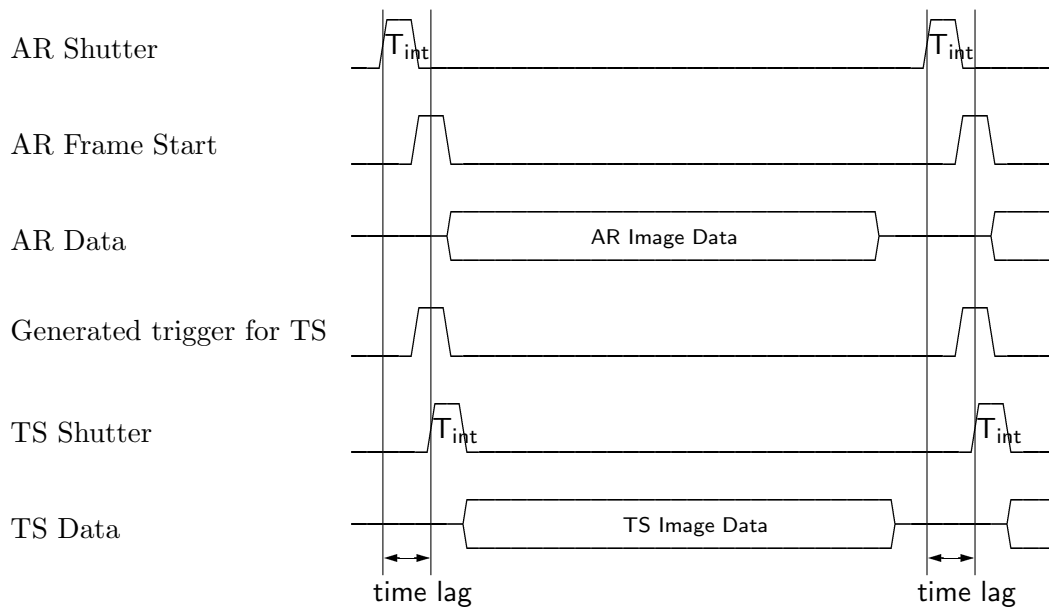 AR Shutter
T_int
T_int
AR Frame Start
AR Data
AR Image Data
Generated trigger for TS
TS Shutter
T_int
T_int
TS Data
TS Image Data
time lag
time lag